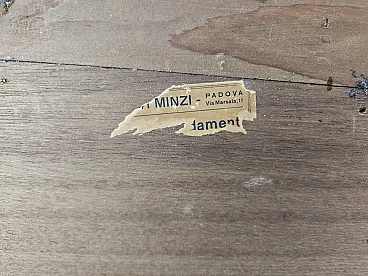 MINZI - PADOVA
Via Marsala, 11
dament